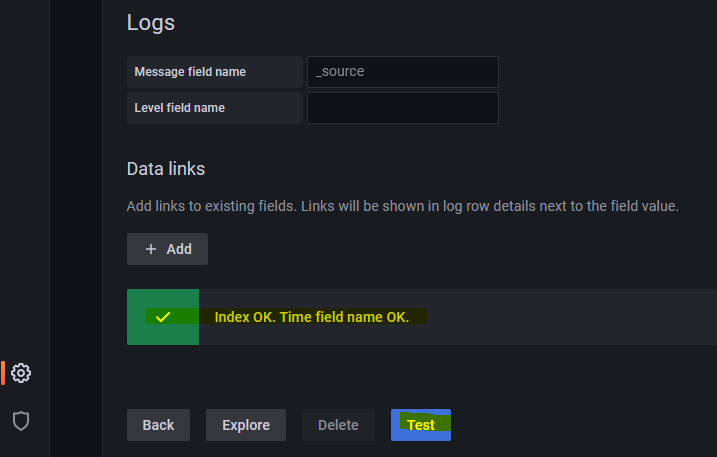 Logs
Message field name _source
Level field name
Data links
Add links to existing fields. Links will be shown in log row details next to the field value.
+ Add
Index OK. Time field name OK.
Back Explore Delete Test